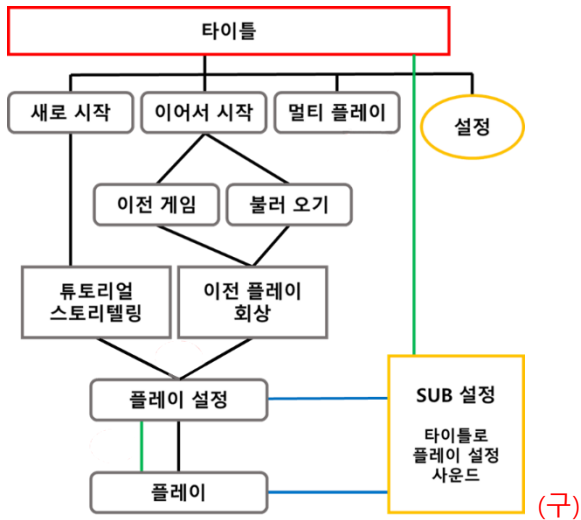 타이틀
새로 시작
이어서 시작
멀티 플레이
설정
이전 게임
불러 오기
튜토리얼
스토리텔링
이전 플레이
회상
플레이 설정
SUB 설정
타이틀로
플레이 설정
사운드
플레이
(구)